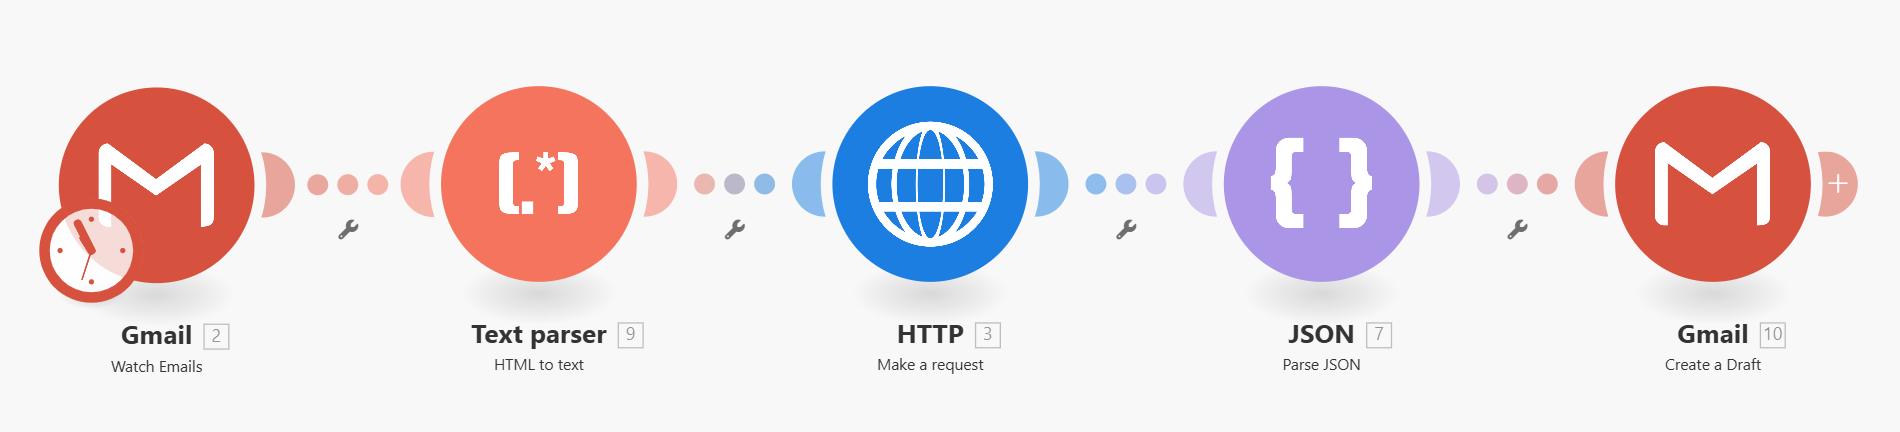 Gmail 2
Watch Emails
Text parser 9
HTML to text
HTTP 3
Make a request
JSON 7
Parse JSON
Gmail 10
Create a Draft